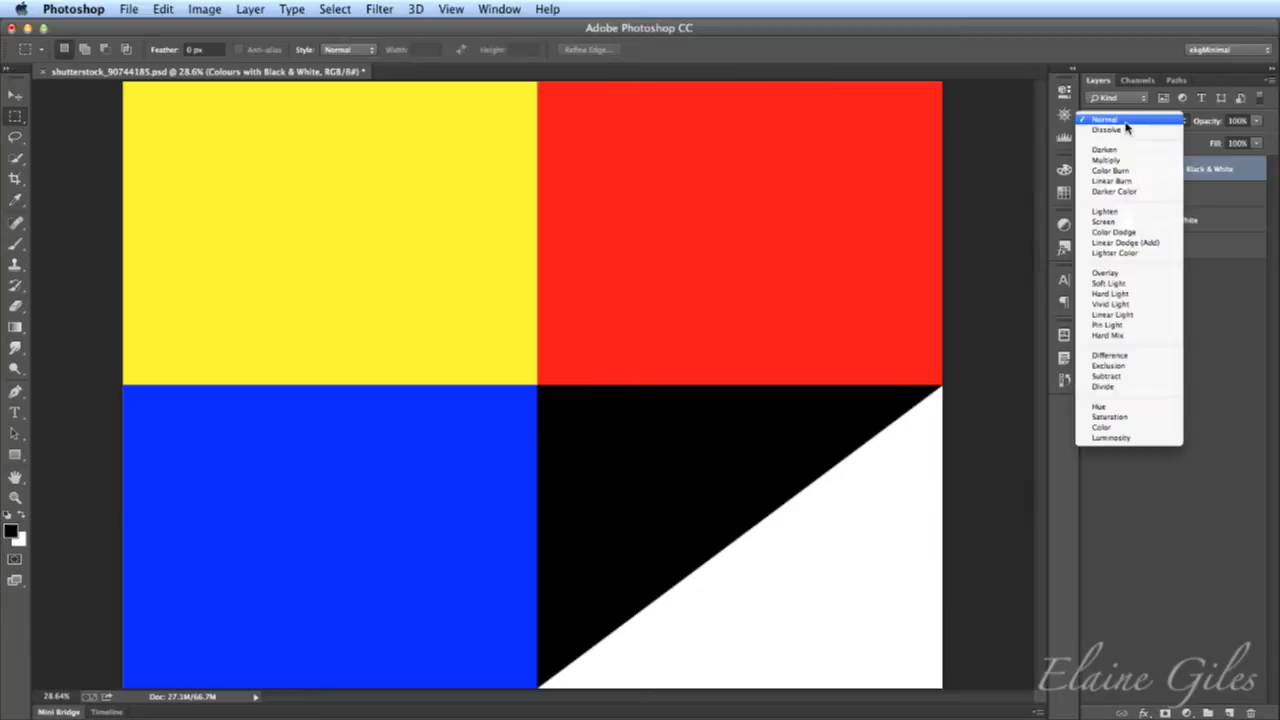 Photoshop File Edit Image Layer Type Select Filter 3D View Window Help
Adobe Photoshop CC
Feather: 0 px Anti-alias Style: Normal Width: Height: Refine Edge... ekgMinimal
× shutterstock_90744185.psd @ 28.6% (Colours with Black & White, RGB/8#) *
Layers Channels Paths
Kind
✓ Normal Opacity: 100%
Dissolve
Fill: 100%
Darken
Multiply
Color Burn
Linear Burn
Darker Color
Black & White
Lighten
Screen
Color Dodge
Linear Dodge (Add)
Lighter Color
Overlay
Soft Light
Hard Light
Vivid Light
Linear Light
Pin Light
Hard Mix
Difference
Exclusion
Subtract
Divide
Hue
Saturation
Color
Luminosity
Elaine Giles
28.64% Doc: 27.1M/66.7M
Mini Bridge Timeline